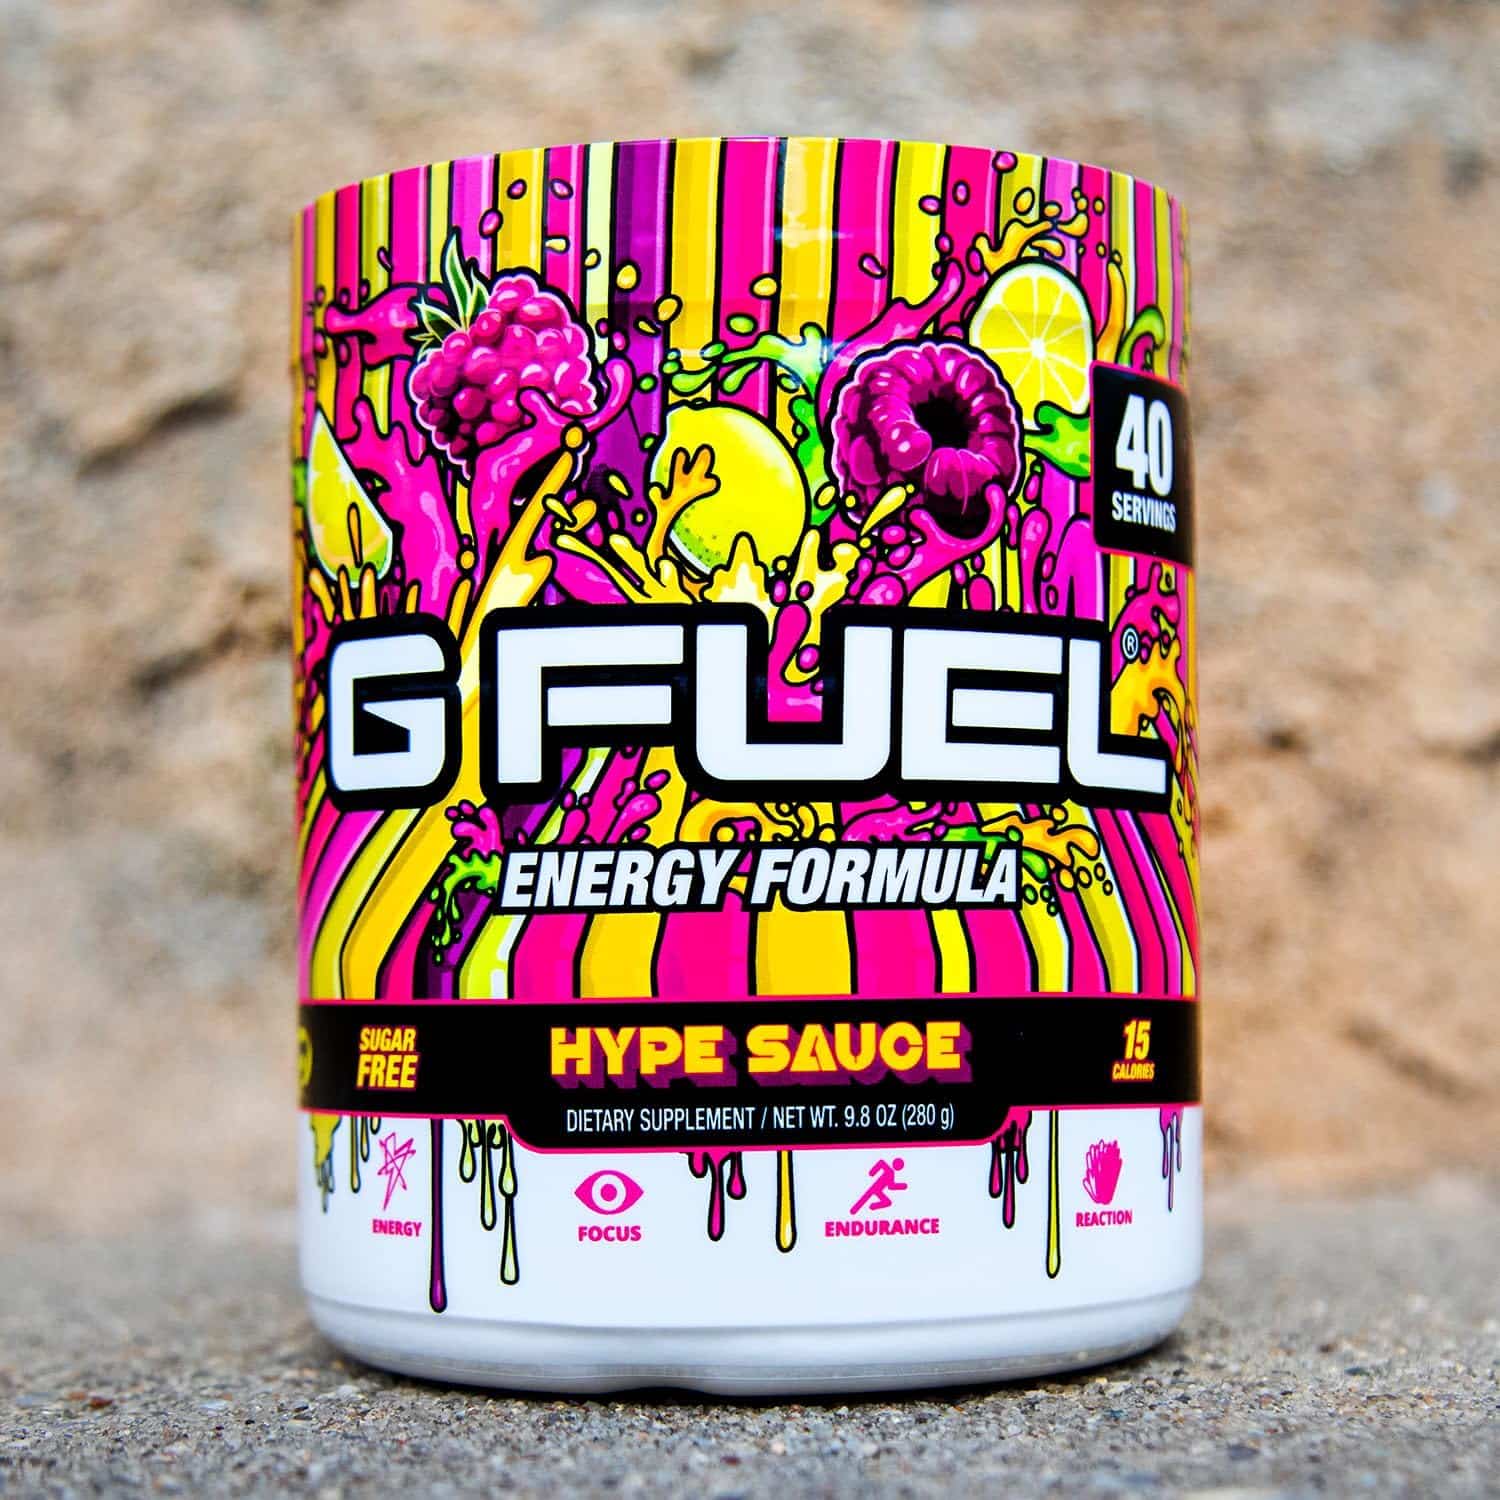 40
SERVINGS
G FUEL®
ENERGY FORMULA
SUGAR
FREE
HYPE SAUCE
15
CALORIES
DIETARY SUPPLEMENT / NET WT. 9.8 OZ (280 g)
ENERGY
FOCUS
ENDURANCE
REACTION